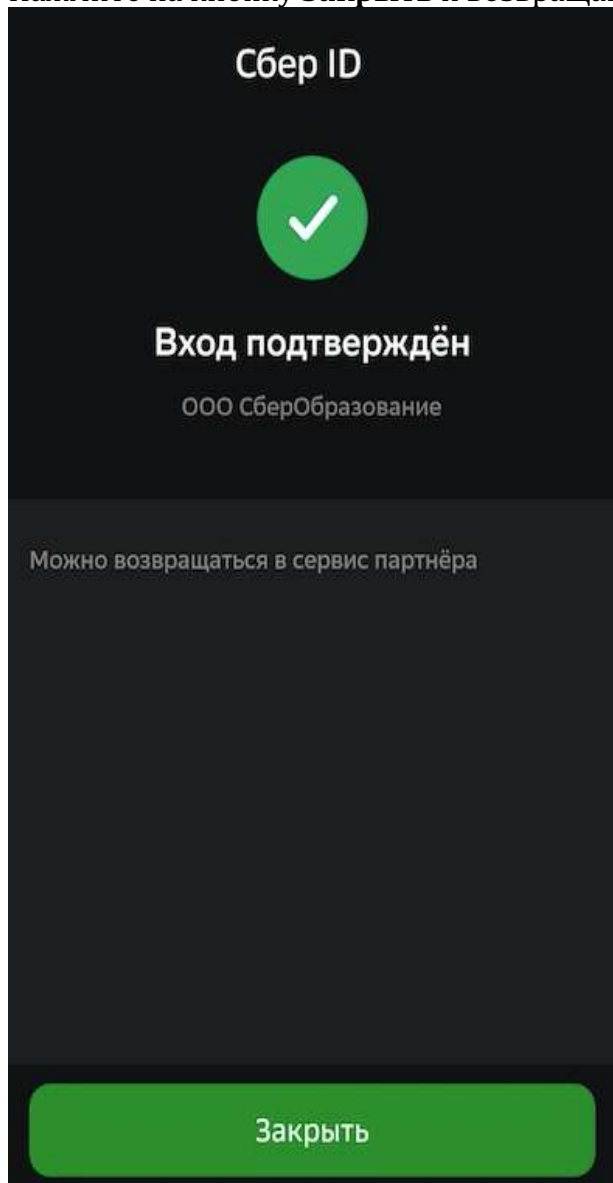 Сбер ID
Вход подтверждён
ООО СберОбразование
Можно возвращаться в сервис партнёра
Закрыть